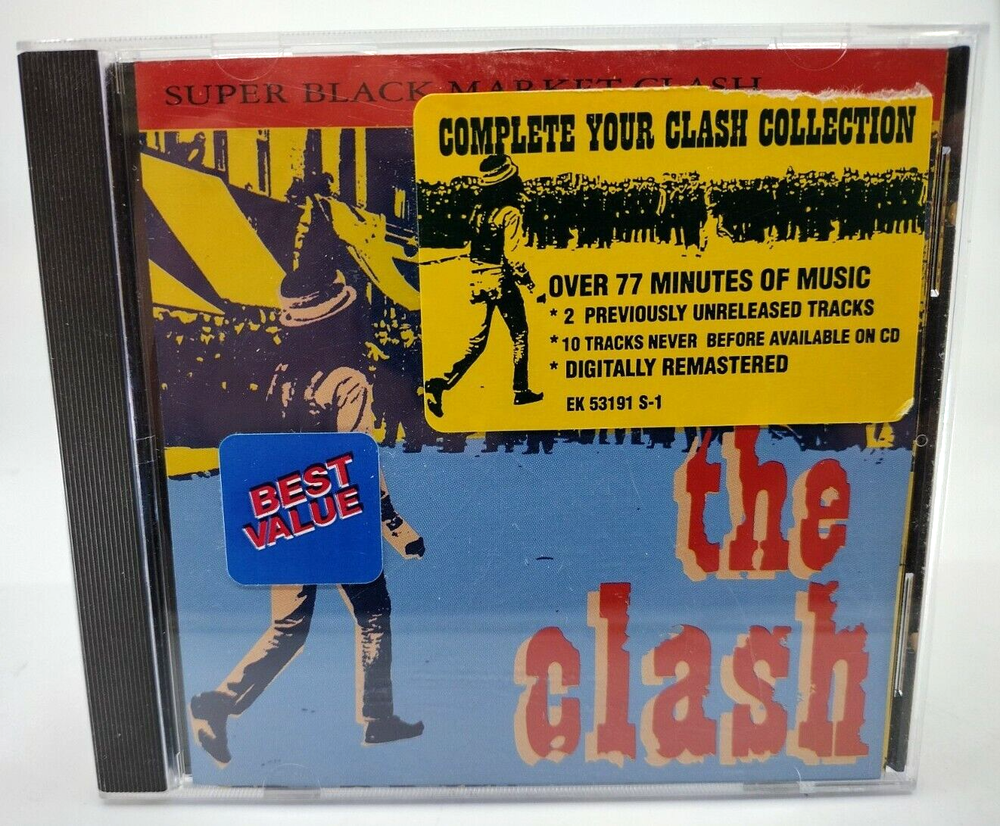 SUPER BLACK MARKET CLASH
COMPLETE YOUR CLASH COLLECTION
OVER 77 MINUTES OF MUSIC
* 2 PREVIOUSLY UNRELEASED TRACKS
* 10 TRACKS NEVER BEFORE AVAILABLE ON CD
* DIGITALLY REMASTERED
EK 53191 S-1
BEST
VALUE
the
clash